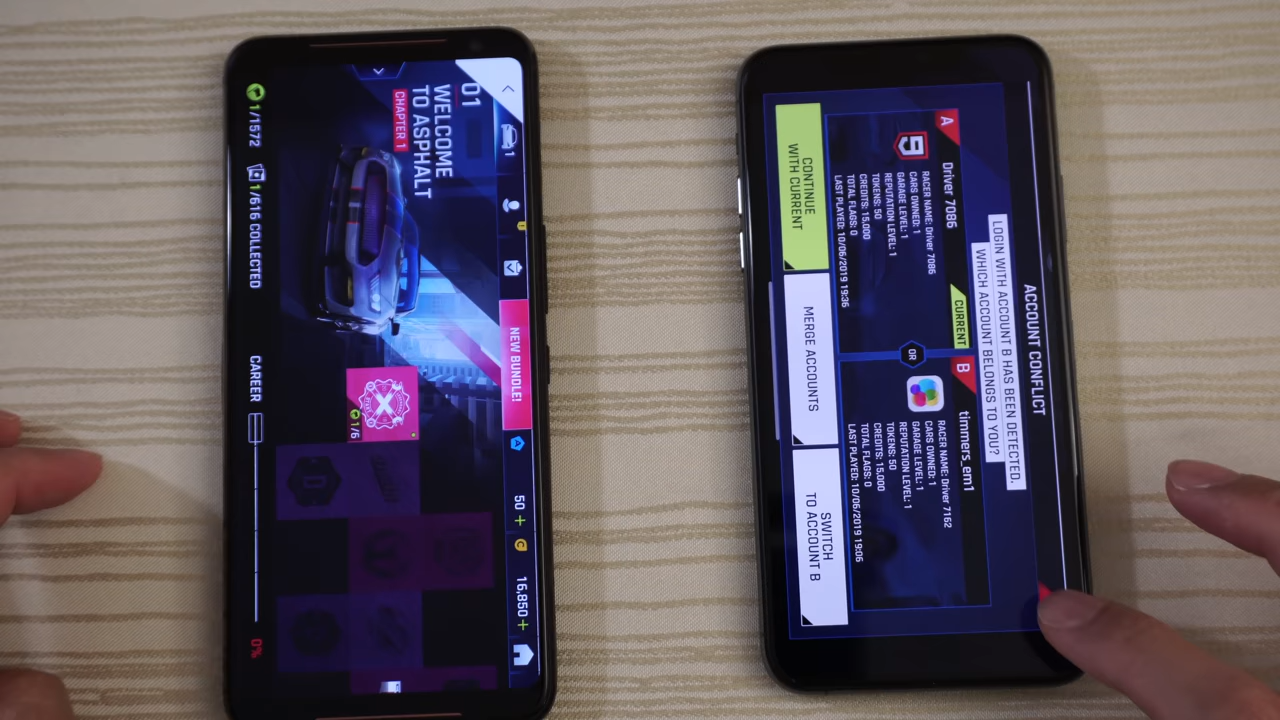 1
NEW BUNDLE!
50 +
16,850 +
01
WELCOME
TO ASPHALT
CHAPTER 1
1/6
1/1572
1/616 COLLECTED
CAREER
0%
ACCOUNT CONFLICT
LOGIN WITH ACCOUNT B HAS BEEN DETECTED.
WHICH ACCOUNT BELONGS TO YOU?
A
Driver 7086
CURRENT
RACER NAME: Driver 7086
CARS OWNED: 1
GARAGE LEVEL: 1
REPUTATION LEVEL: 1
TOKENS: 50
CREDITS: 15,000
TOTAL FLAGS: 0
LAST PLAYED: 10/06/2019 19:36
OR
B
timmers_em1
RACER NAME: Driver 7162
CARS OWNED: 1
GARAGE LEVEL: 1
REPUTATION LEVEL: 1
TOKENS: 50
CREDITS: 15,000
TOTAL FLAGS: 0
LAST PLAYED: 10/06/2019 19:06
CONTINUE
WITH CURRENT
MERGE ACCOUNTS
SWITCH
TO ACCOUNT B